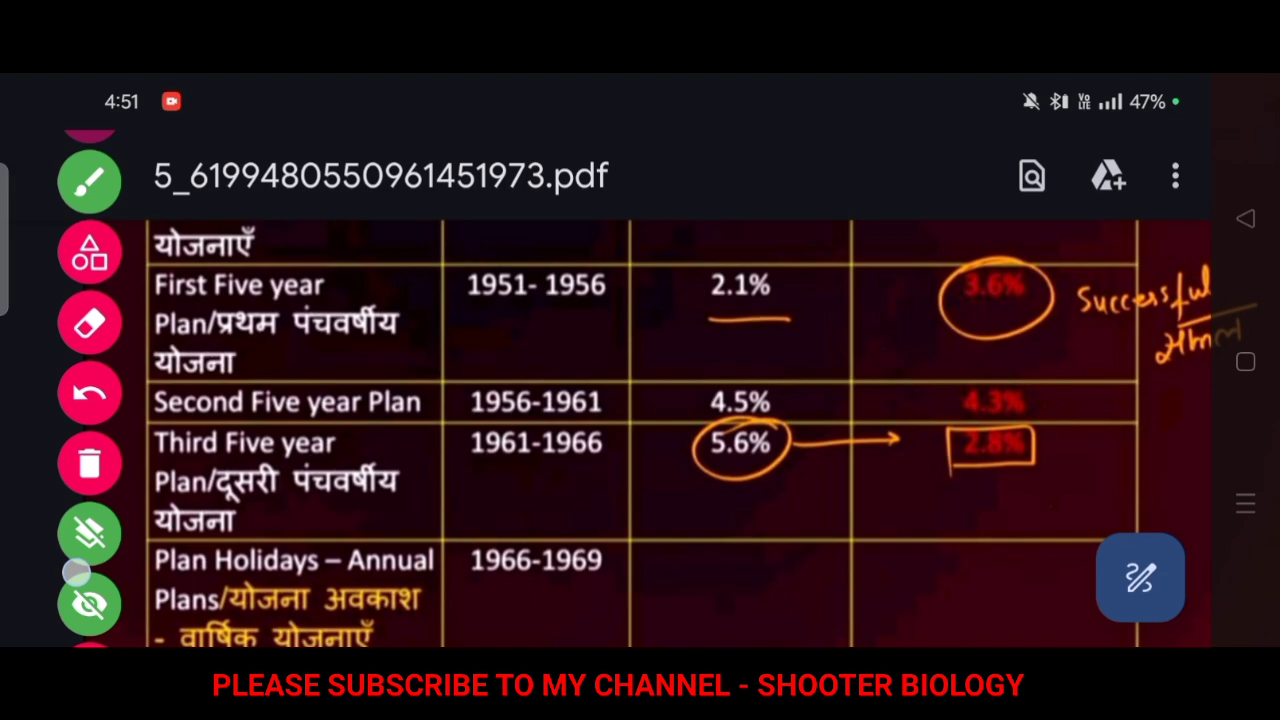 4:51
VO LTE 47%
5_6199480550961451973.pdf
योजनाएँ
First Five year Plan/प्रथम पंचवर्षीय योजना 1951- 1956 2.1% 3.6%
Successful
Second Five year Plan 1956-1961 4.5% 4.3%
Third Five year Plan/दूसरी पंचवर्षीय योजना 1961-1966 5.6% 2.8%
Plan Holidays – Annual Plans/योजना अवकाश - वार्षिक योजनाएँ 1966-1969
PLEASE SUBSCRIBE TO MY CHANNEL - SHOOTER BIOLOGY